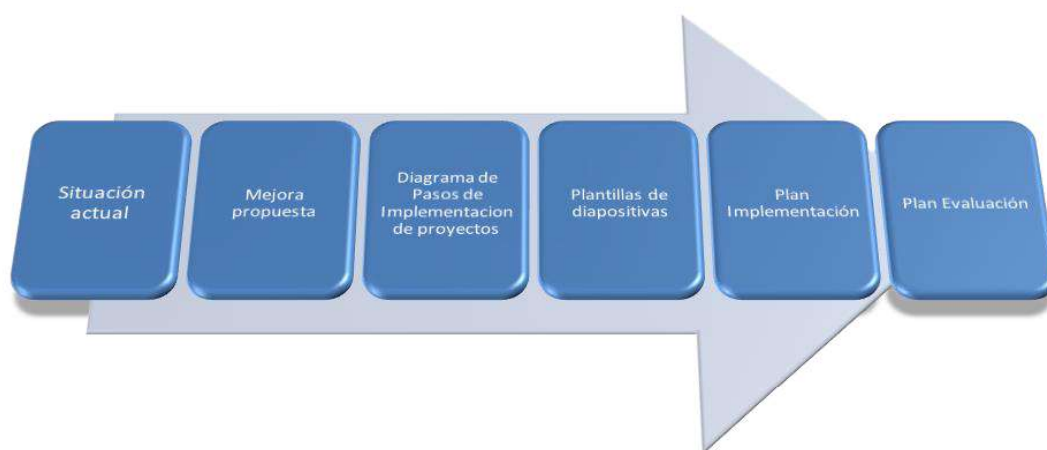 Situación
actual
Mejora
propuesta
Diagrama de
Pasos de
Implementacion
de proyectos
Plantillas de
diapositivas
Plan
Implementación
Plan Evaluación